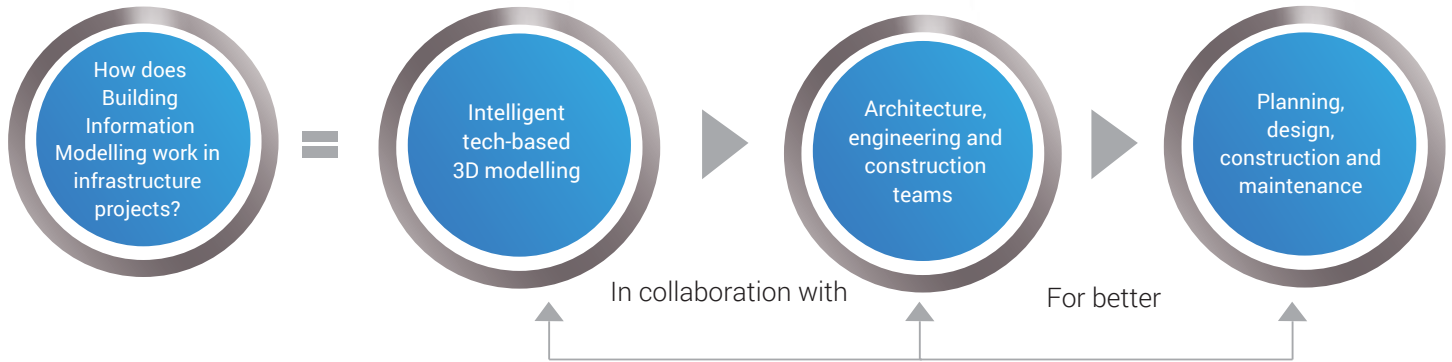 How does
Building
Information
Modelling work in
infrastructure
projects?
Intelligent
tech-based
3D modelling
Architecture,
engineering and
construction
teams
Planning,
design,
construction and
maintenance
In collaboration with
For better